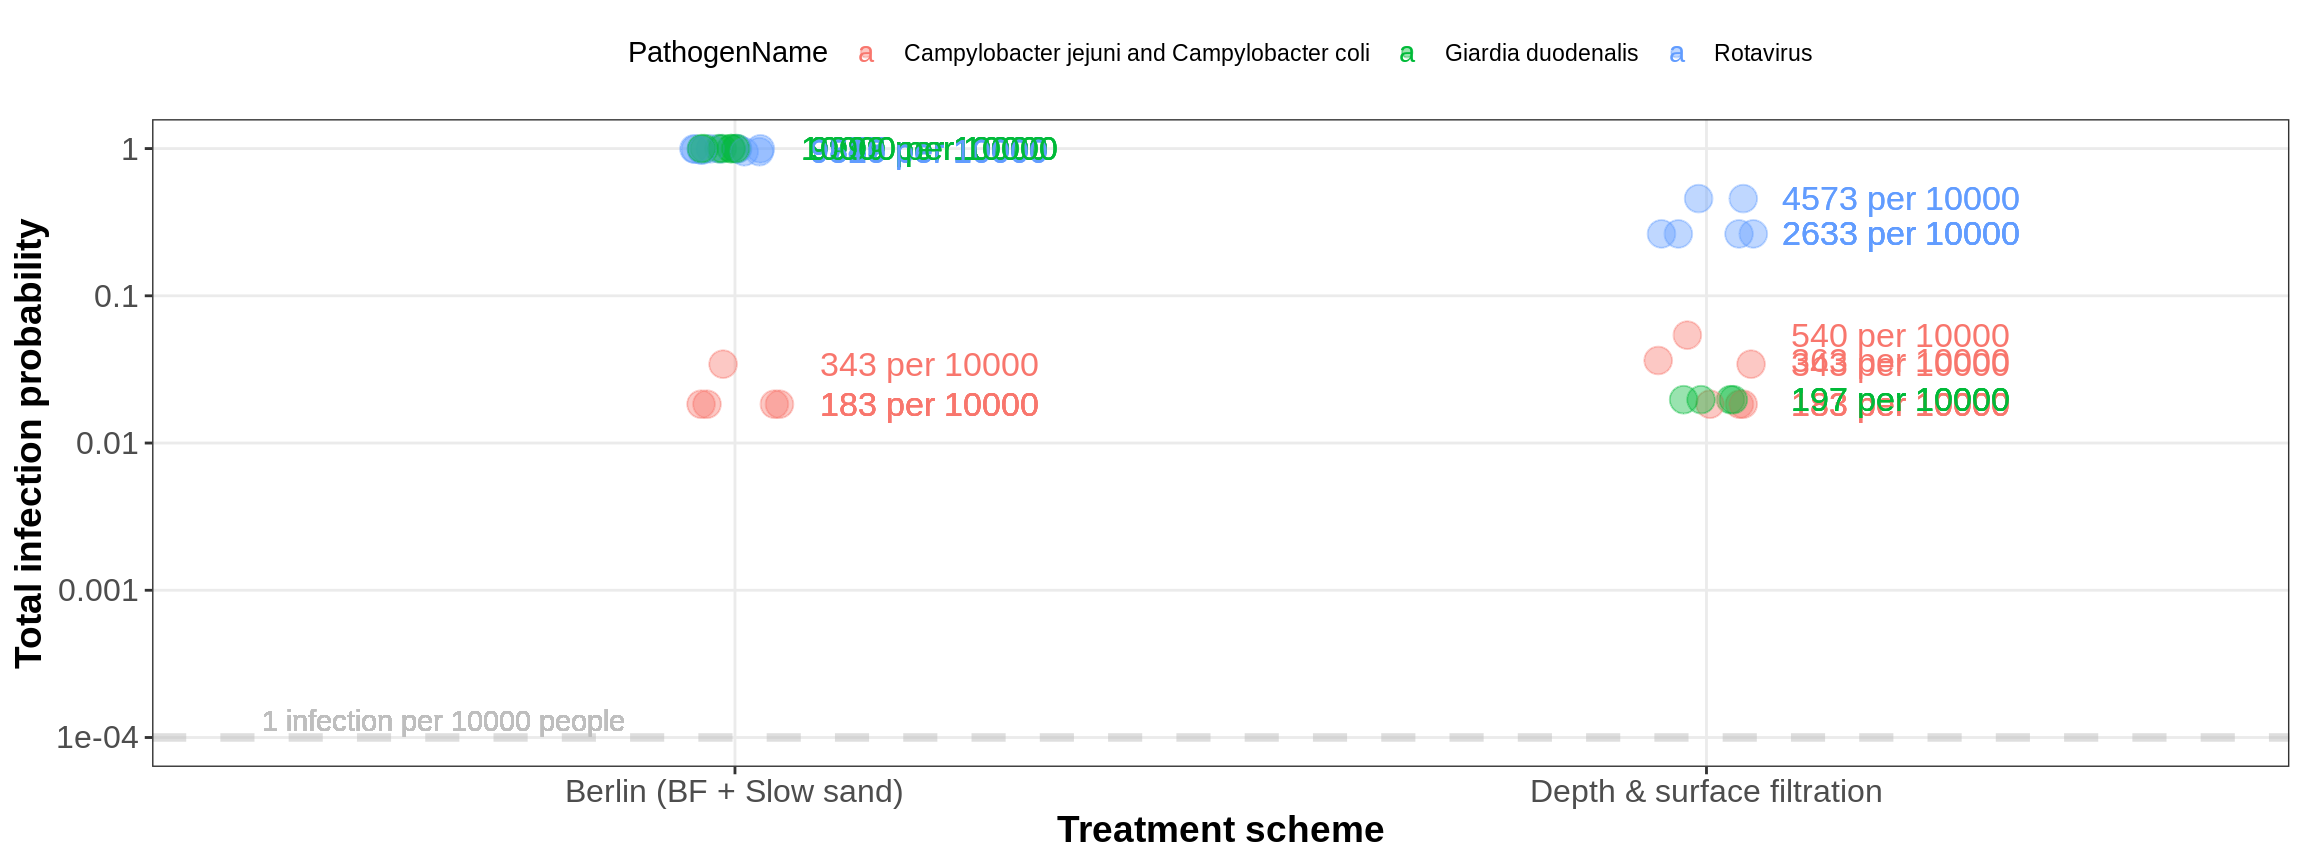 PathogenName a Campylobacter jejuni and Campylobacter coli a Giardia duodenalis a Rotavirus
Total infection probability
1
per 10000
4573 per 10000
2633 per 10000
0.1
540 per 10000
343 per 10000
per 10000
343 per 10000
183 per 10000
197 per 10000
183 per 10000
0.01
0.001
1 infection per 10000 people
1e-04
Berlin (BF + Slow sand)
Depth & surface filtration
Treatment scheme